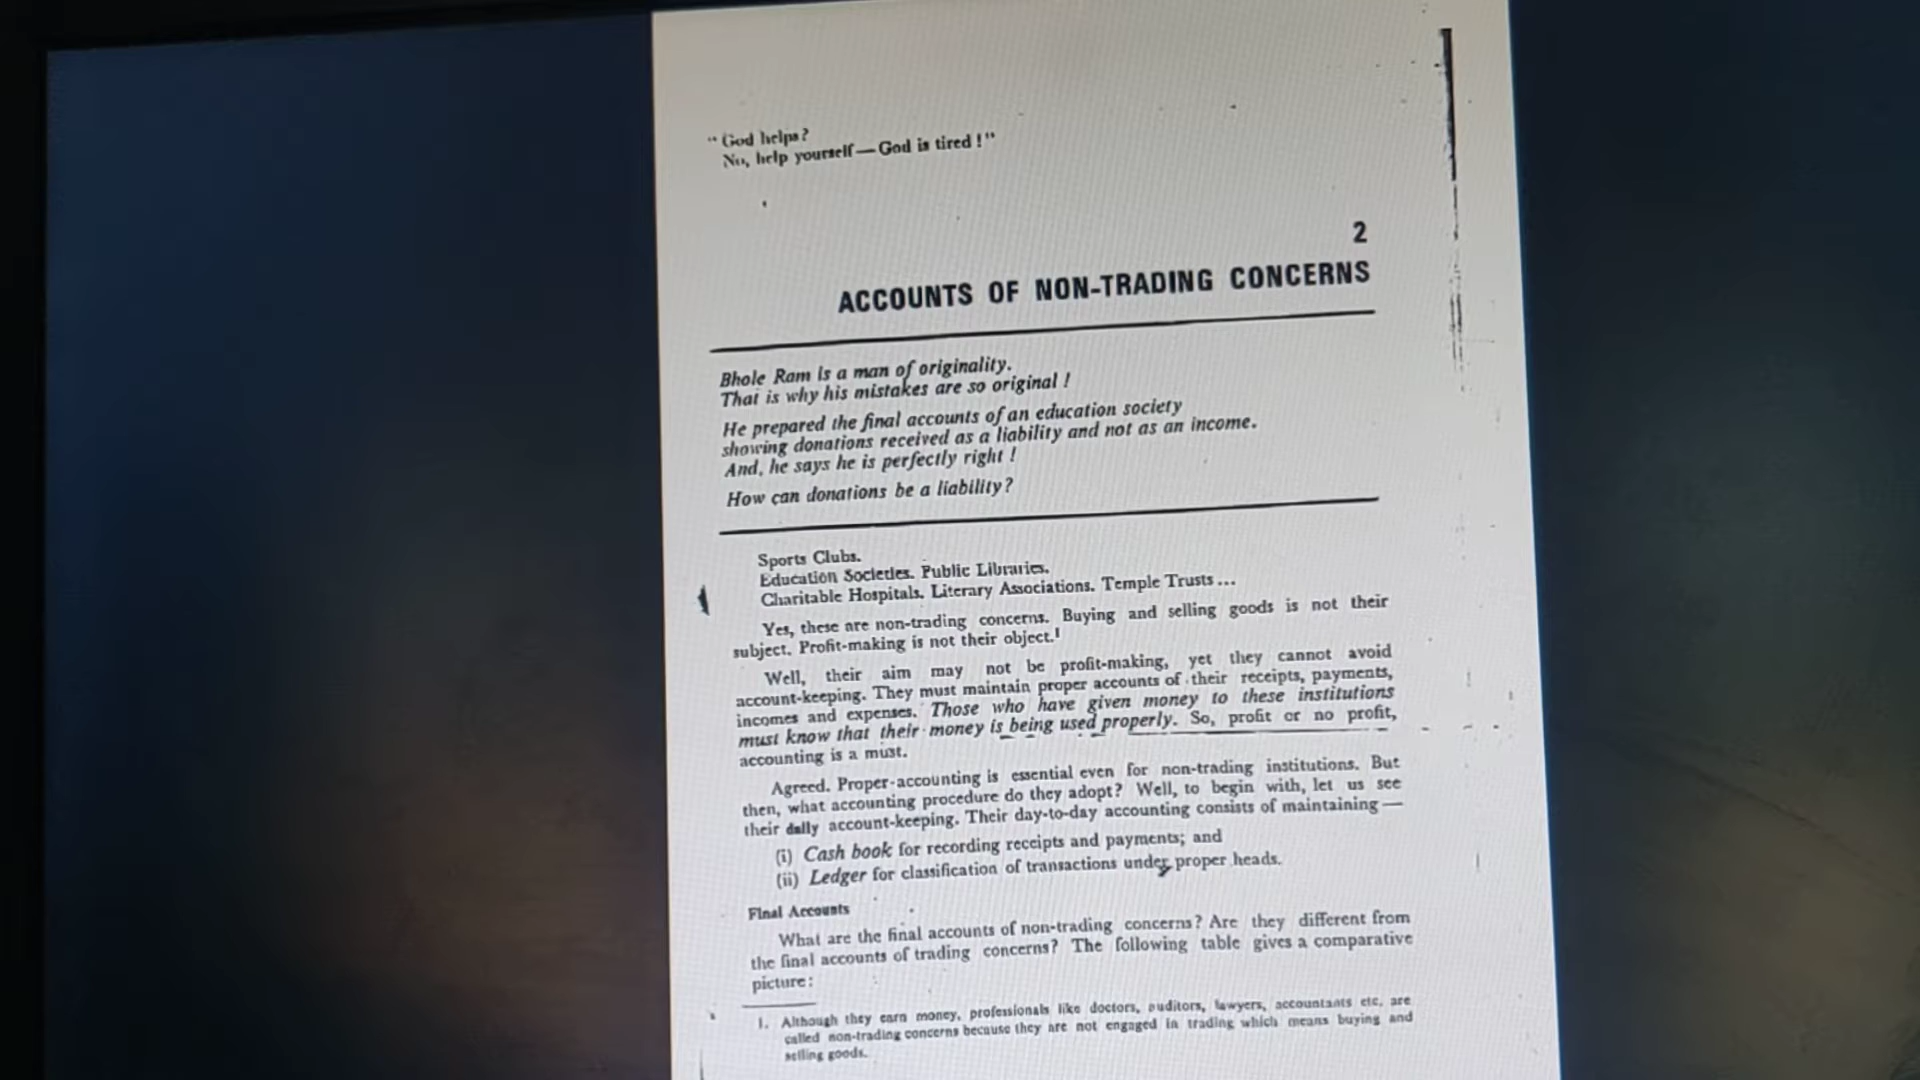 "God helps?
No, help yourself—God is tired!"
2
ACCOUNTS OF NON-TRADING CONCERNS
Bhole Ram is a man of originality.
That is why his mistakes are so original !
He prepared the final accounts of an education society
showing donations received as a liability and not as an income.
And, he says he is perfectly right !
How can donations be a liability?
Sports Clubs.
Education Societies. Public Libraries.
Charitable Hospitals. Literary Associations. Temple Trusts ...
Yes, these are non-trading concerns. Buying and selling goods is not their
subject. Profit-making is not their object.¹
Well, their aim may not be profit-making, yet they cannot avoid
account-keeping. They must maintain proper accounts of their receipts, payments,
incomes and expenses. Those who have given money to these institutions
must know that their money is being used properly. So, profit or no profit,
accounting is a must.
Agreed. Proper-accounting is essential even for non-trading institutions. But
then, what accounting procedure do they adopt? Well, to begin with, let us see
their daily account-keeping. Their day-to-day accounting consists of maintaining—
(i) Cash book for recording receipts and payments; and
(ii) Ledger for classification of transactions under proper heads.
Final Accounts
What are the final accounts of non-trading concerns? Are they different from
the final accounts of trading concerns? The following table gives a comparative
picture:
1. Although they earn money, professionals like doctors, auditors, lawyers, accountants etc. are
called non-trading concerns because they are not engaged in trading which means buying and
selling goods.